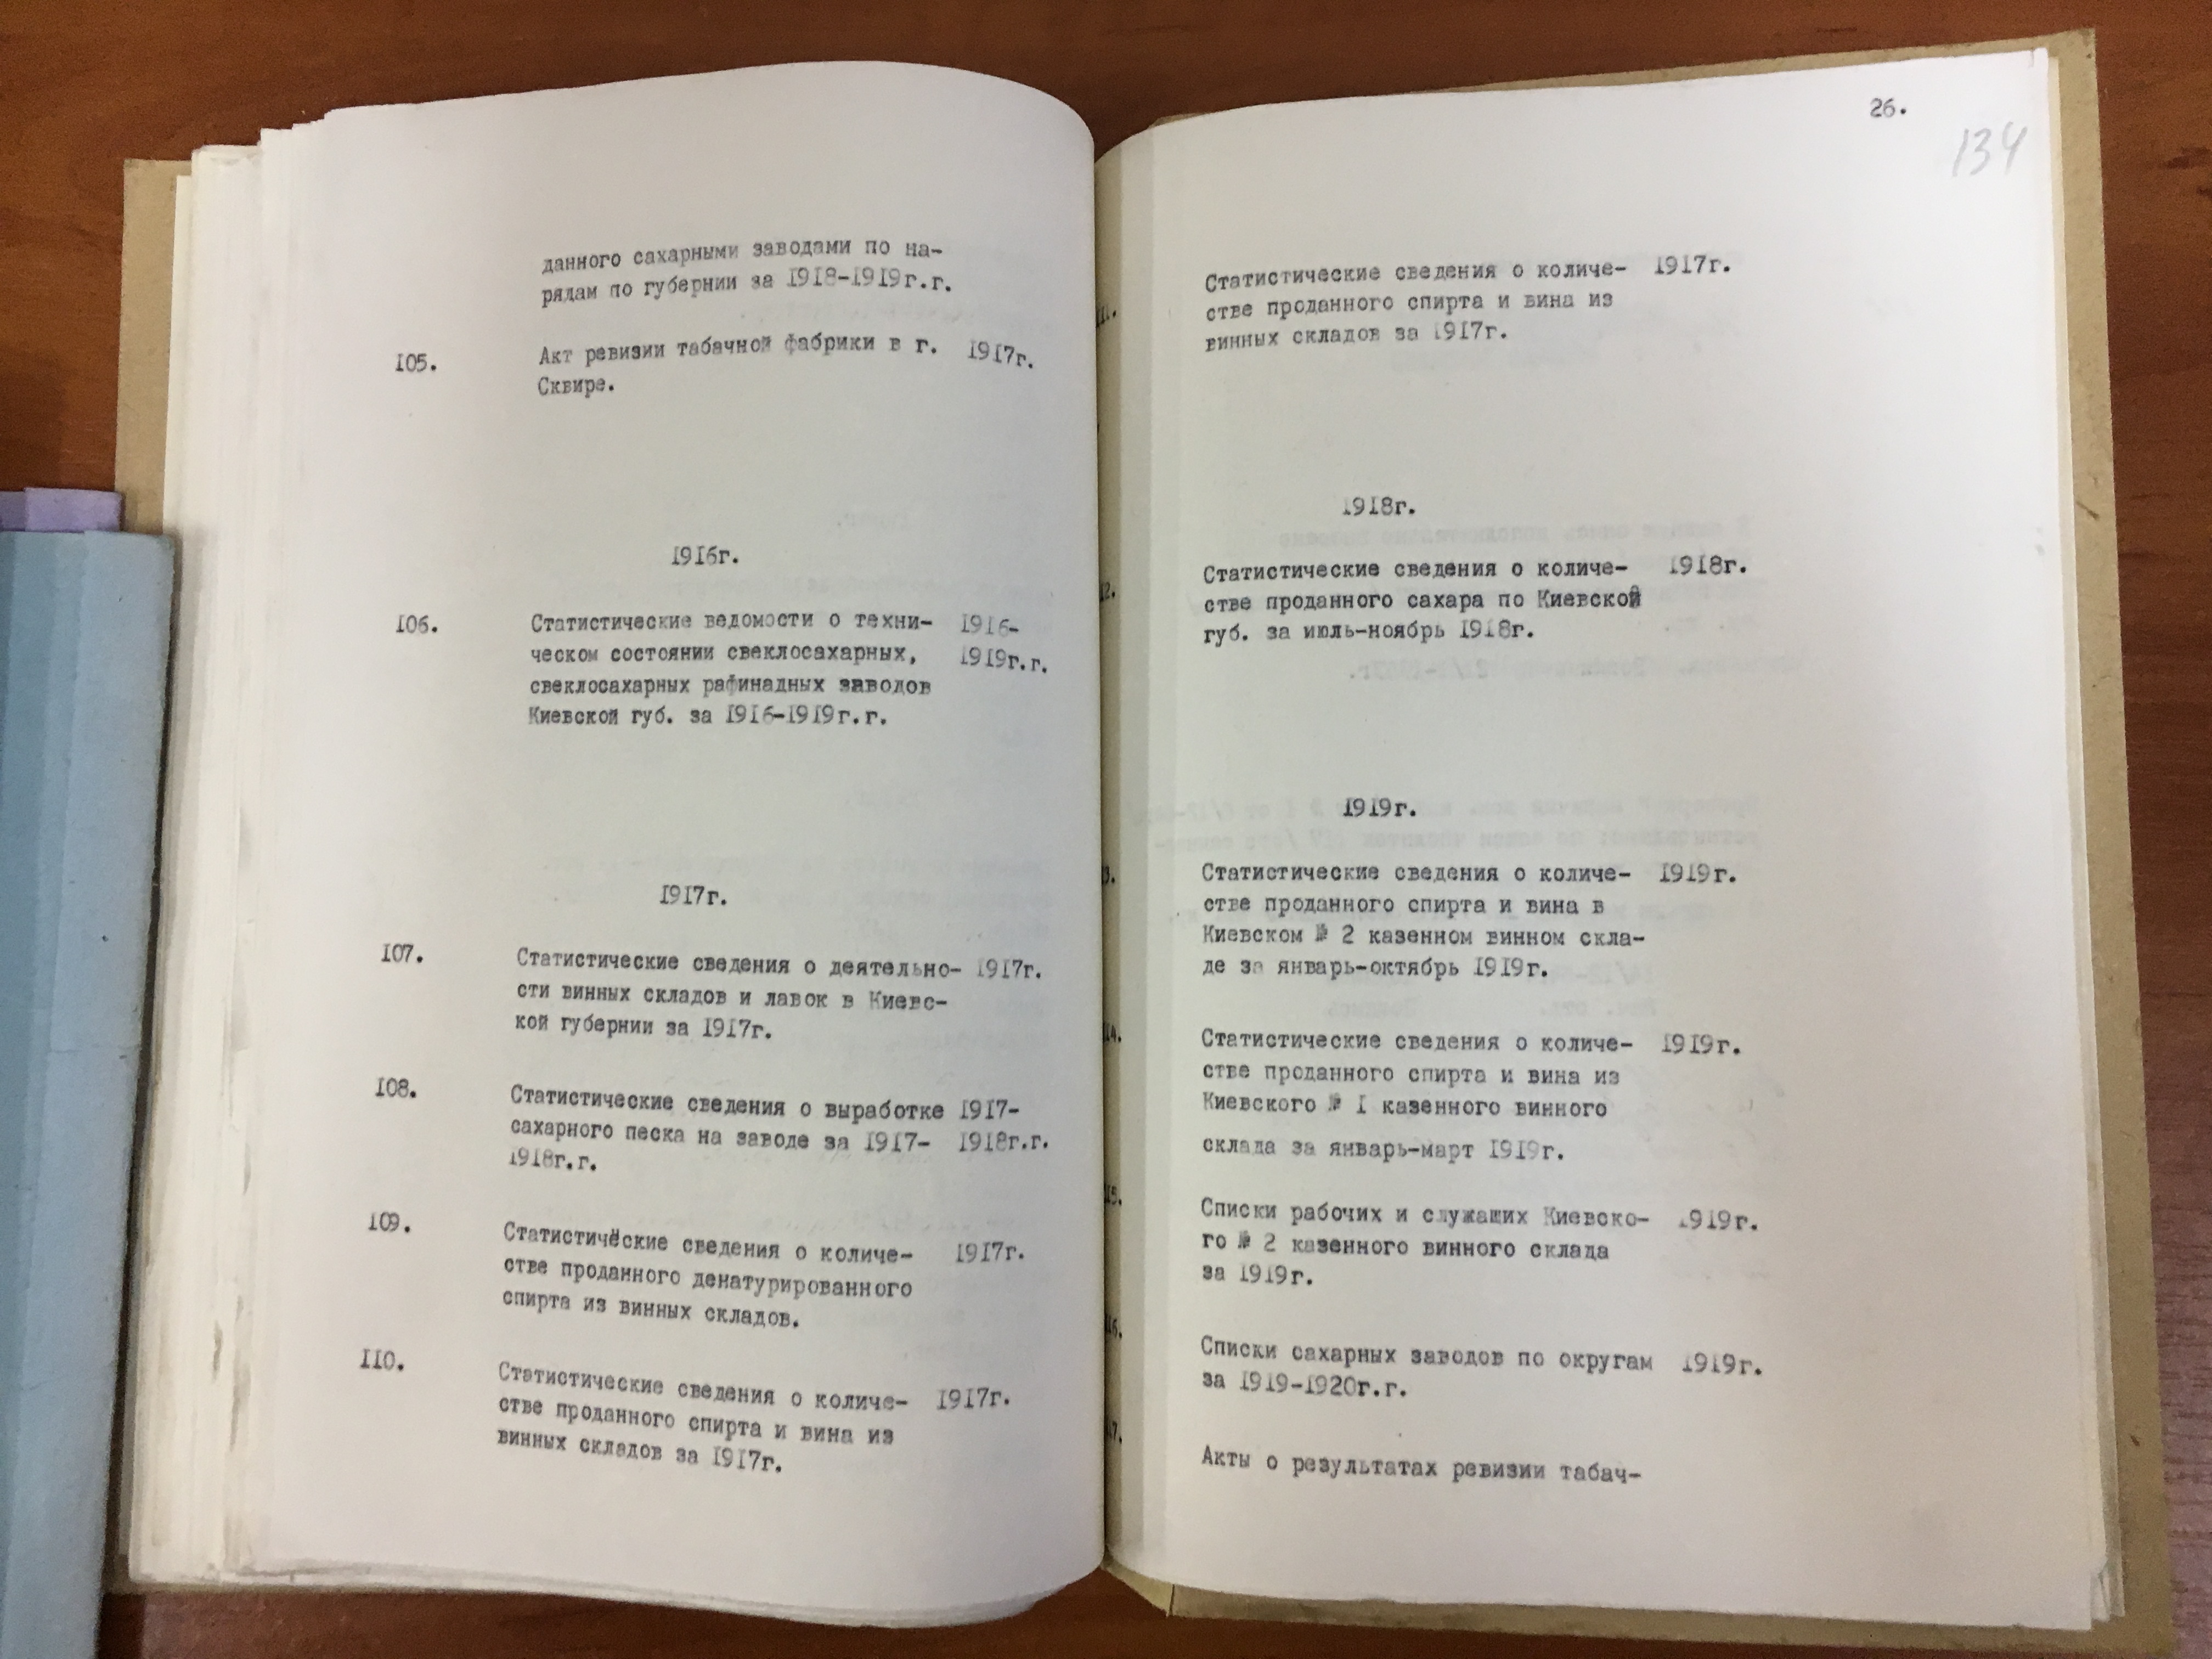 данного сахарными заводами по на-
рядам по губернии за 1918-1919г.г.
105. Акт ревизии табачной фабрики в г. 1917г.
Сквире.
1916г.
106. Статистические ведомости о техни- 1916-
ческом состоянии свеклосахарных, 1919г.г.
свеклосахарных рафинадных заводов
Киевской губ. за 1916-1919г.г.
1917г.
107. Статистические сведения о деятельно- 1917г.
сти винных складов и лавок в Киевс-
кой губернии за 1917г.
108. Статистические сведения о выработке 1917-
сахарного песка на заводе за 1917- 1918г.г.
1918г.г.
109. Статистические сведения о количе- 1917г.
стве проданного денатурированного
спирта из винных складов.
110. Статистические сведения о количе- 1917г.
стве проданного спирта и вина из
винных складов за 1917г.
26.
134
Статистические сведения о количе- 1917г.
стве проданного спирта и вина из
винных складов за 1917г.
1918г.
Статистические сведения о количе- 1918г.
стве проданного сахара по Киевской
губ. за июль-ноябрь 1918г.
1919г.
Статистические сведения о количе- 1919г.
стве проданного спирта и вина в
Киевском № 2 казенном винном скла-
де за январь-октябрь 1919г.
Статистические сведения о количе- 1919г.
стве проданного спирта и вина из
Киевского № 1 казенного винного
склада за январь-март 1919г.
Списки рабочих и служащих Киевско- 1919г.
го № 2 казенного винного склада
за 1919г.
Списки сахарных заводов по округам 1919г.
за 1919-1920г.г.
Акты о результатах ревизии табач-